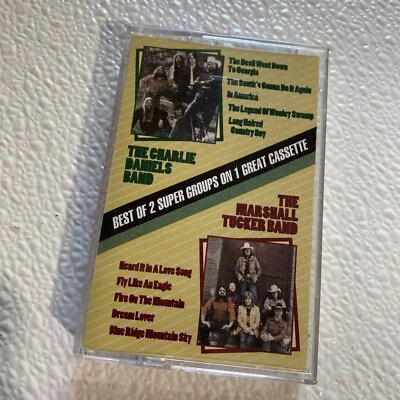 The Devil Went Down
To Georgia
The South's Gonna Do It Again
In America
The Legend Of Wooley Swamp
Long Haired
Country Boy
THE CHARLIE
DANIELS
BAND
BEST OF 2 SUPER GROUPS ON 1 GREAT CASSETTE
THE
MARSHALL
TUCKER BAND
Heard It In A Love Song
Fly Like An Eagle
Fire On The Mountain
Dream Lover
Blue Ridge Mountain Sky